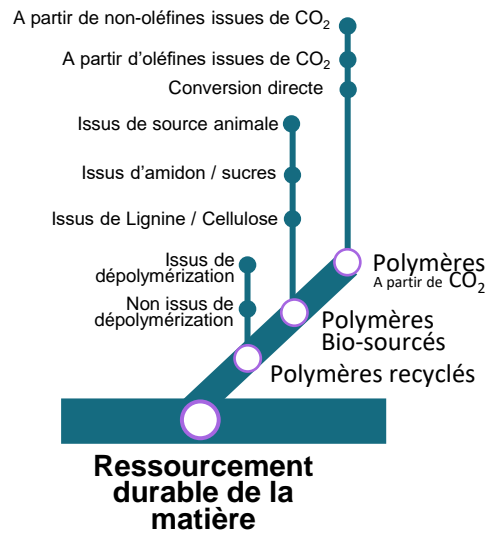 A partir de non-oléfines issues de CO₂
A partir d'oléfines issues de CO₂
Conversion directe
Issus de source animale
Issus d'amidon / sucres
Issus de Lignine / Cellulose
Issus de
dépolymérization
Non issus de
dépolymérization
Polymères
A partir de CO₂
Polymères
Bio-sourcés
Polymères recyclés
Ressourcement
durable de la
matière